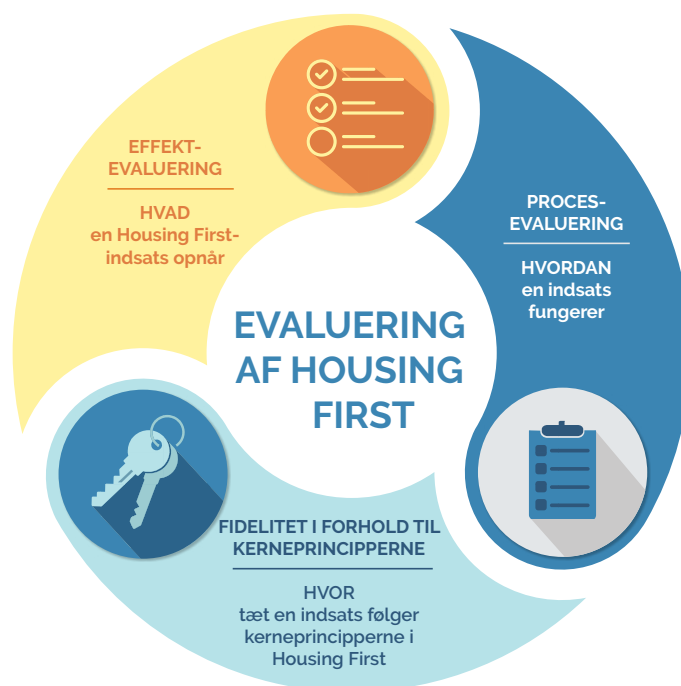 EFFEKT-
EVALUERING
HVAD
en Housing First-
indsats opnår
PROCES-
EVALUERING
HVORDAN
en indsats
fungerer
EVALUERING
AF HOUSING
FIRST
FIDELITET I FORHOLD TIL
KERNEPRINCIPPERNE
HVOR
tæt en indsats følger
kerneprincipperne i
Housing First